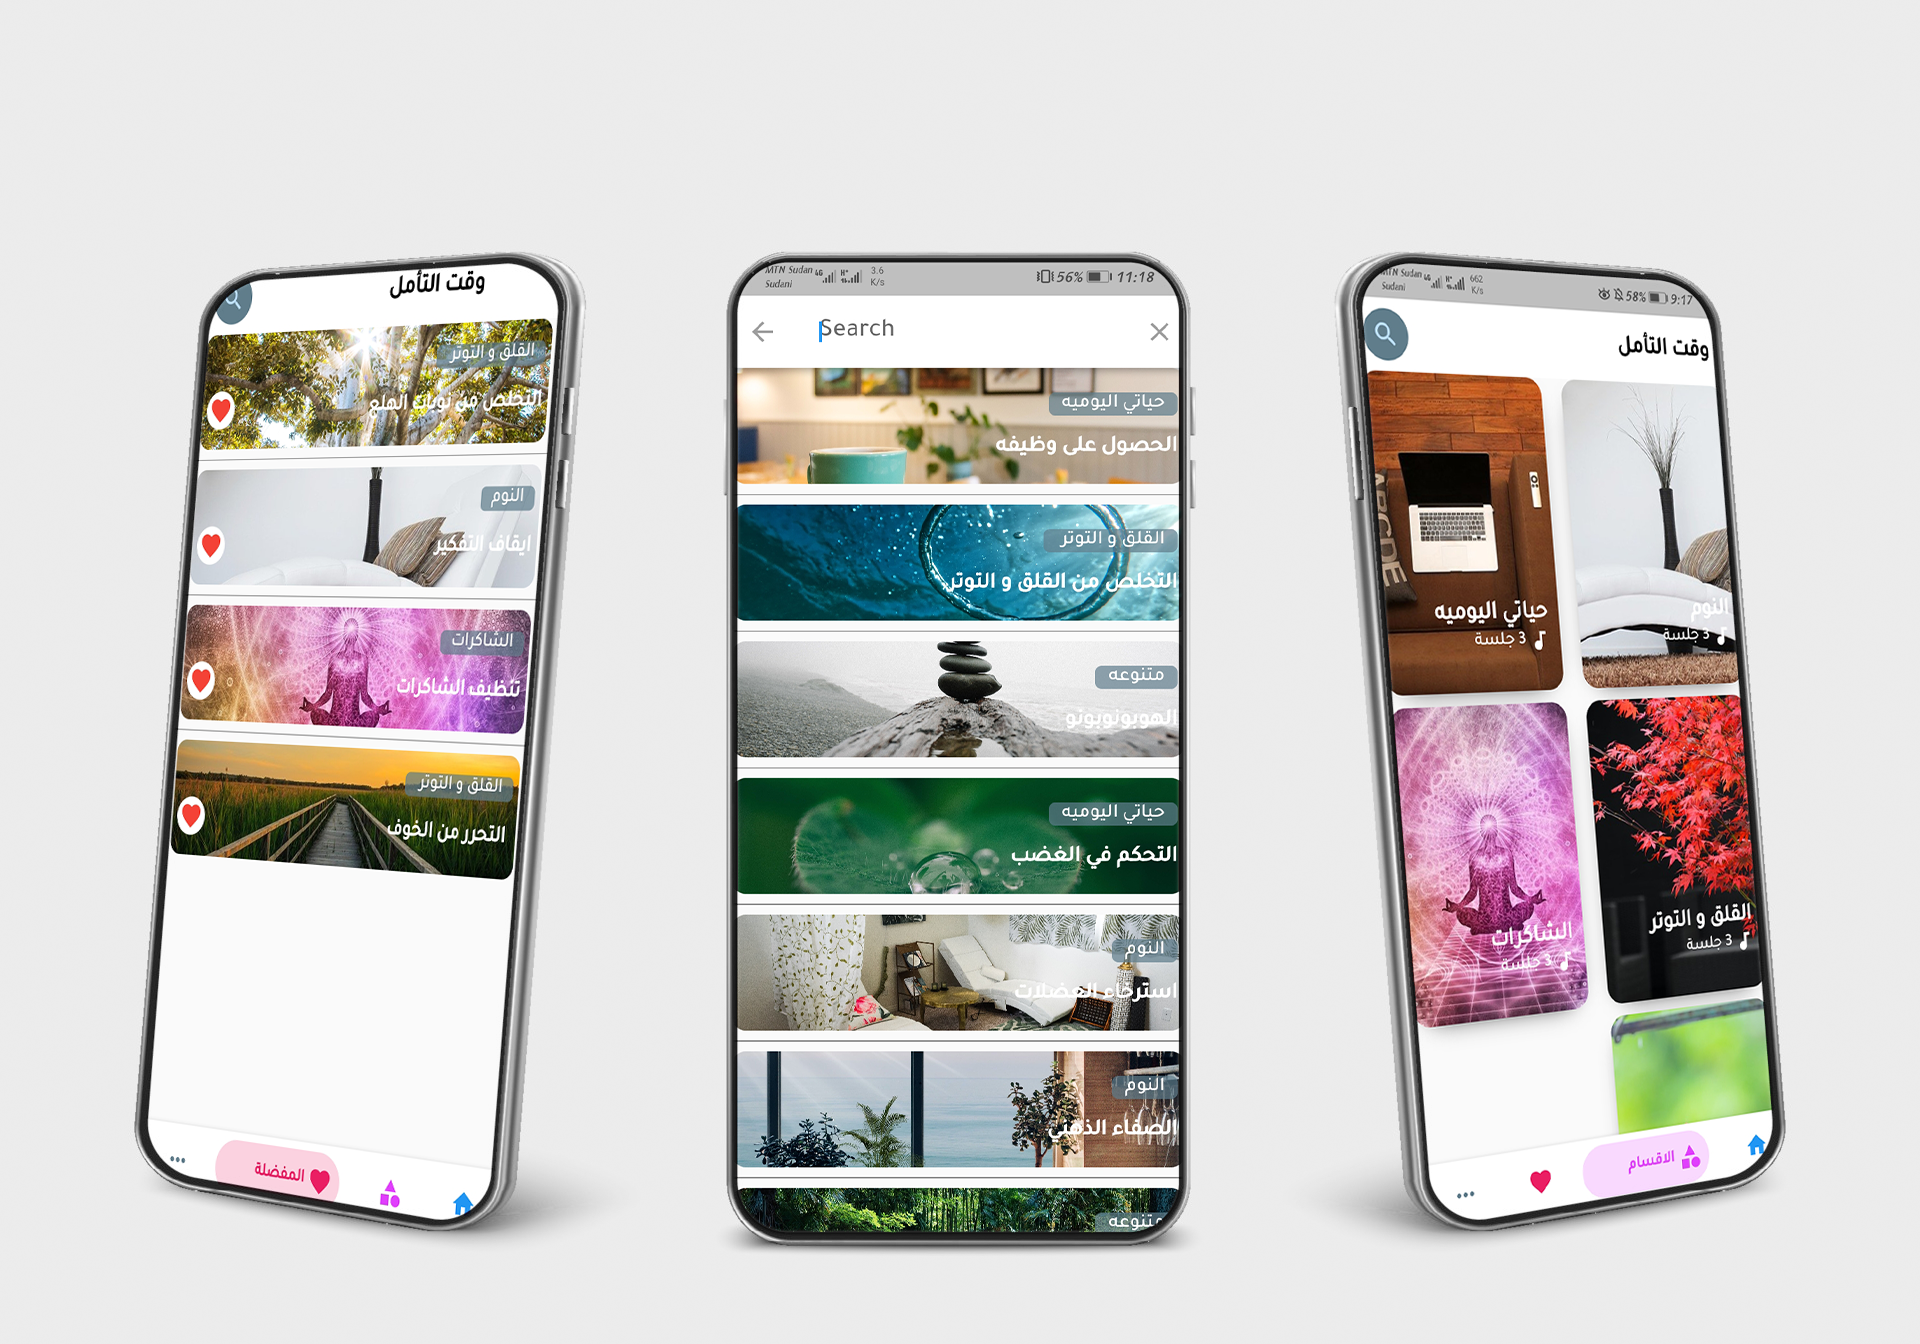 وقت التأمل
القلق و التوتر
التخلص من نوبات الهلع
النوم
ايقاف التفكير
الشاكرات
تنظيف الشاكرات
القلق و التوتر
التحرر من الخوف
المفضلة
MTN Sudan 4G H+ 3.6 K/s
Sudani
56% 11:18
Search
حياتي اليوميه
الحصول على وظيفه
القلق و التوتر
التخلص من القلق و التوتر
متنوعه
الهوبونوبونو
حياتي اليوميه
التحكم في الغضب
النوم
استرخاء العضلات
النوم
الصفاء الذهني
متنوعه
MTN Sudan 4G H+ 662 K/s
Sudani
58% 9:17
وقت التأمل
ABCDE
حياتي اليوميه
3 جلسة
النوم
3 جلسة
الشاكرات
3 جلسة
القلق و التوتر
3 جلسة
الاقسام